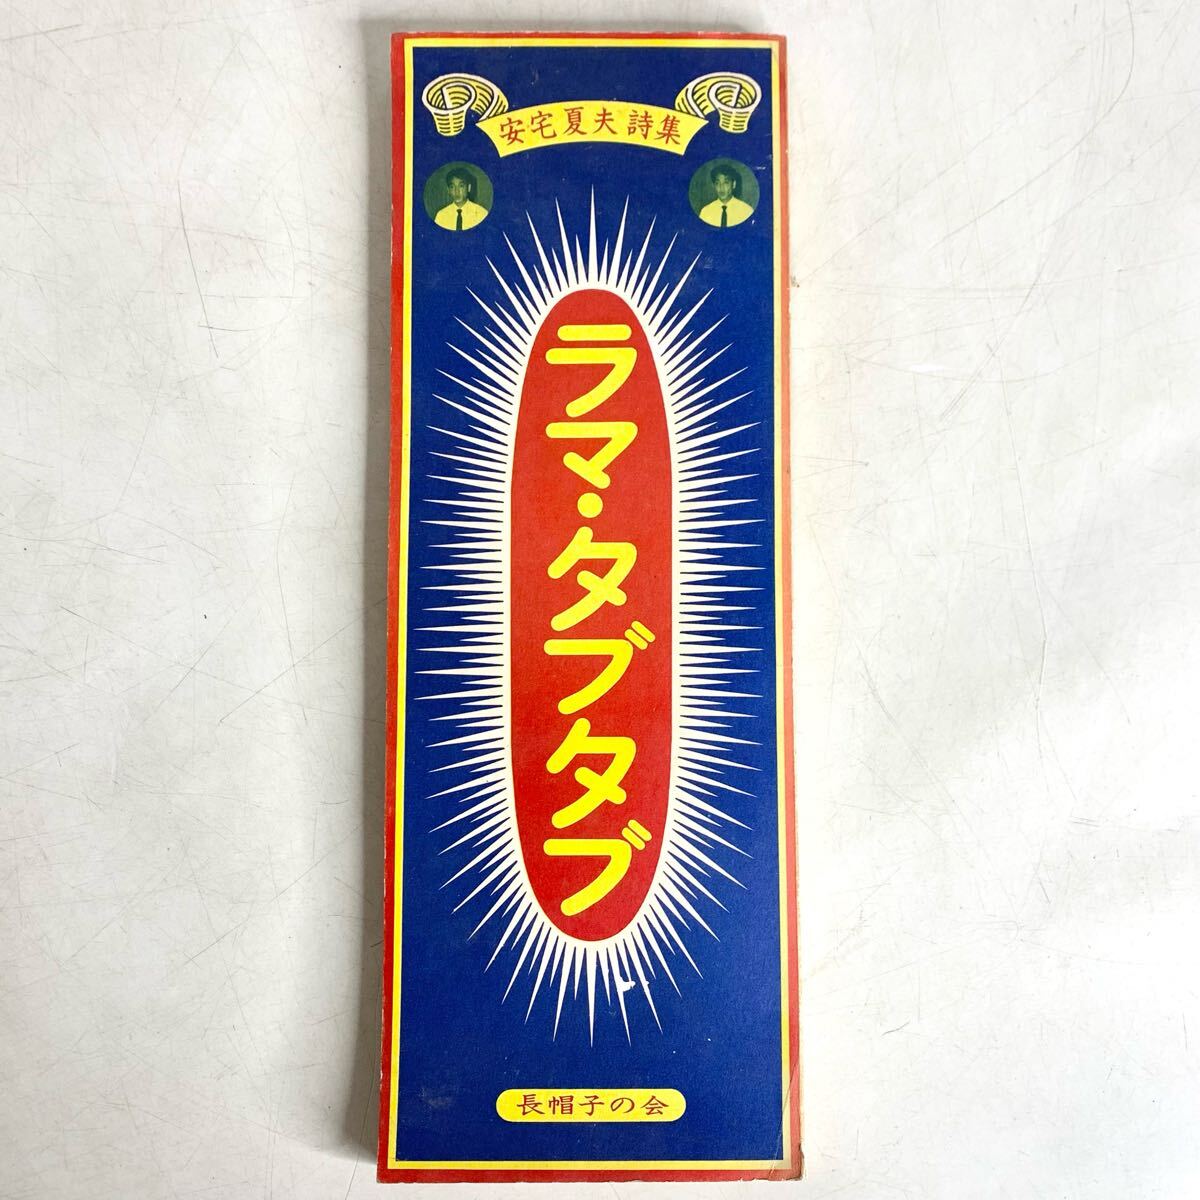 安宅夏夫詩集
ラマ・タブタブ
長帽子の会